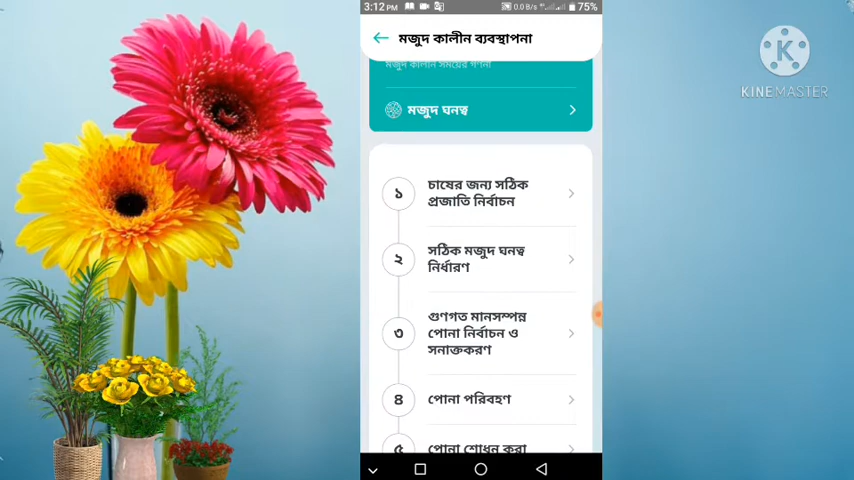 3:12 PM
0.0 B/s
75%
মজুদ কালীন ব্যবস্থাপনা
মজুদ কালীন সময়ের গণনা
মজুদ ঘনত্ব
১
চাষের জন্য সঠিক
প্রজাতি নির্বাচন
২
সঠিক মজুদ ঘনত্ব
নির্ধারণ
৩
গুণগত মানসম্পন্ন
পোনা নির্বাচন ও
সনাক্তকরণ
৪
পোনা পরিবহণ
৫
পোনা শোধন করা
K
KINEMASTER